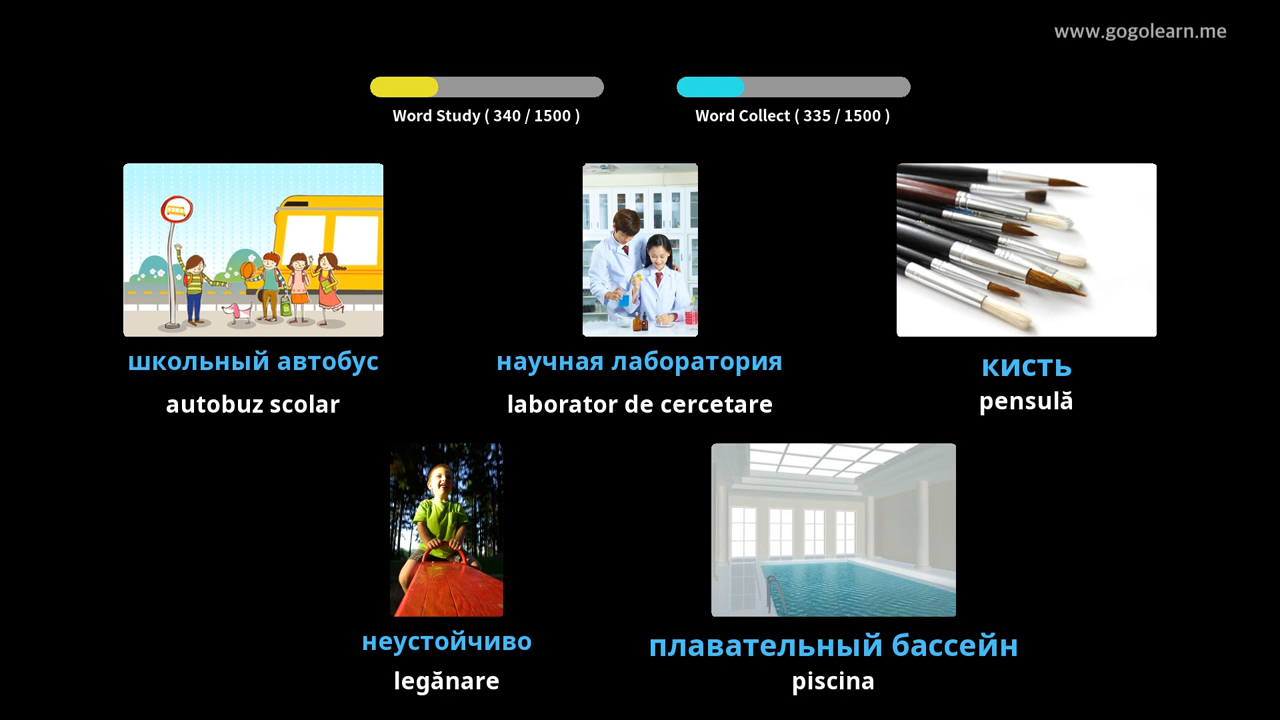 www.gogolearn.me
Word Study ( 340 / 1500 )
Word Collect ( 335 / 1500 )
школьный автобус
autobuz scolar
научная лаборатория
laborator de cercetare
кисть
pensulă
неустойчиво
legănare
плавательный бассейн
piscina